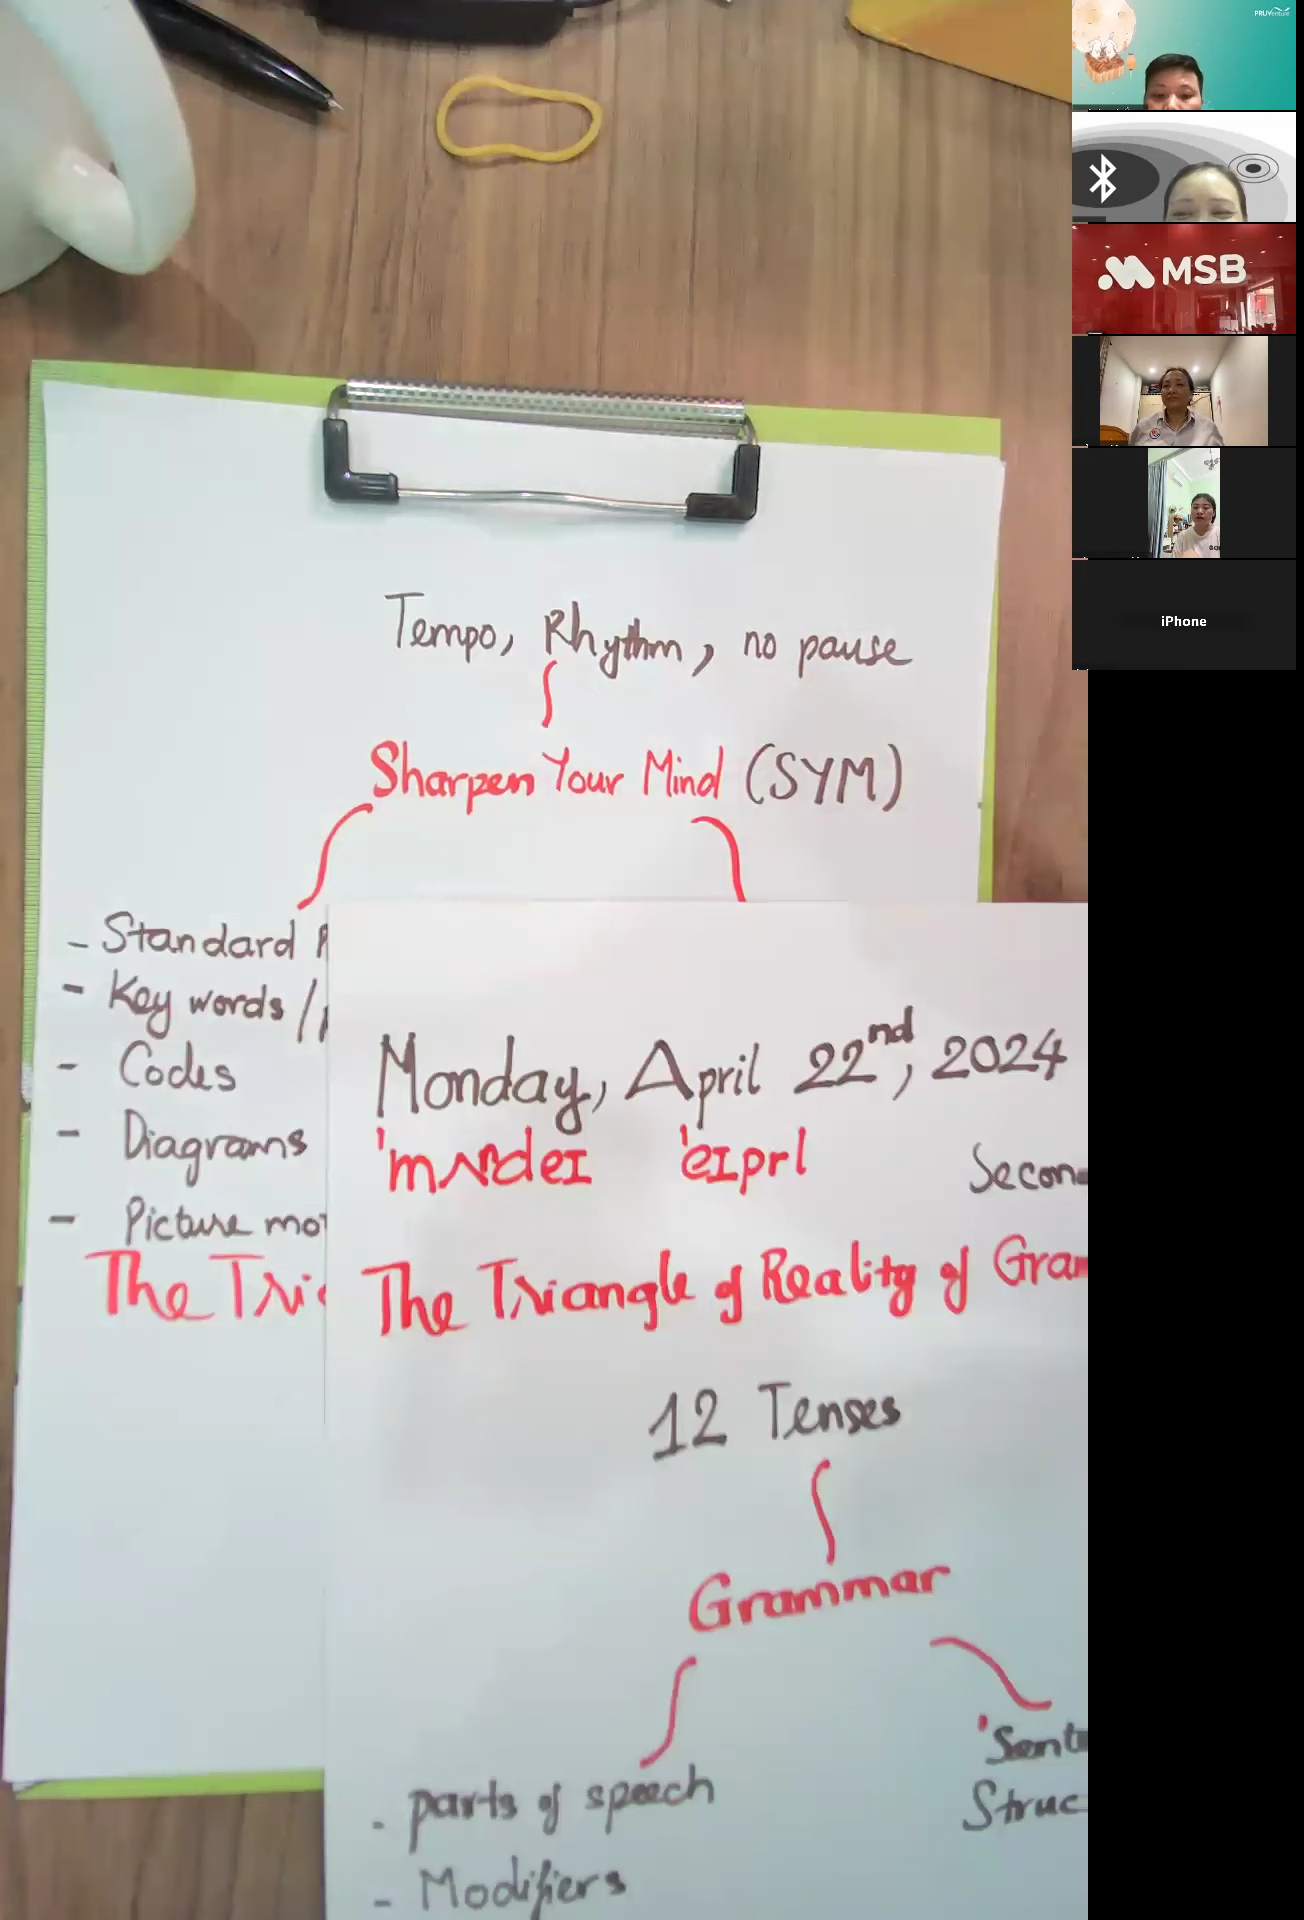 Tempo, Rhythm, no pause
Sharpen Your Mind (SYM)
- Standard
- Key words /
- Codes
- Diagrams
- Picture
The
Monday, April 22nd, 2024
'mʌndeɪ 'eɪprl
The Triangle of Reality of
12 Tenses
Grammar
- parts of speech
- Modifiers
PRUVenture
MSB
iPhone